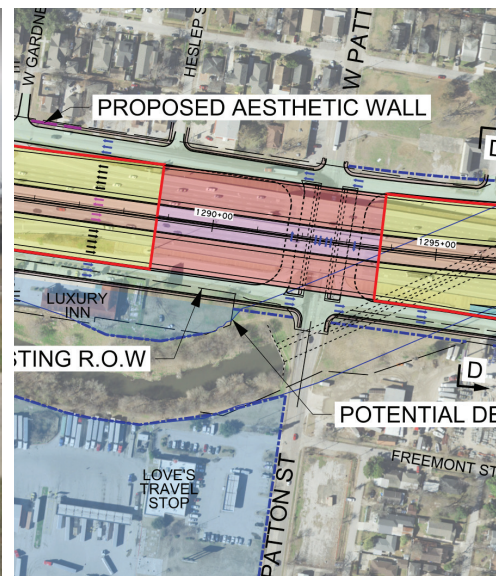 W GARDNE
HESLEP S
W PATT
PROPOSED AESTHETIC WALL
D
1290+00
1295+00
LUXURY
INN
STING R.O.W
D
POTENTIAL DE
LOVE'S
TRAVEL
STOP
PATTON ST
FREEMONT ST